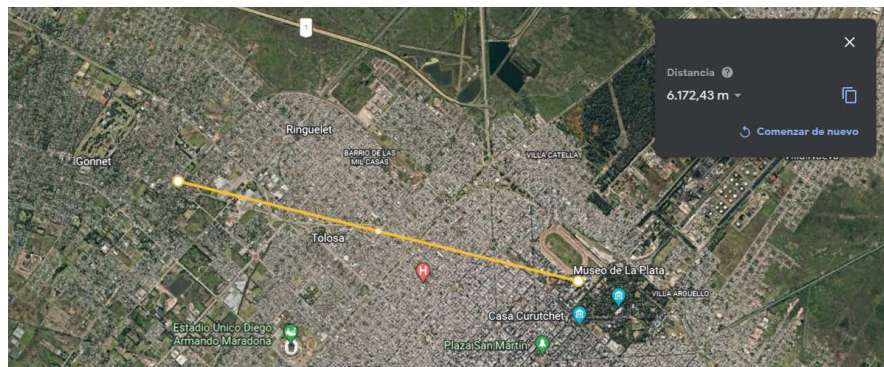 1
Distancia
6.172,43 m
Comenzar de nuevo
Ringuelet
Gonnet
BARRIO DE LAS
MIL CASAS
VILLA CATELLA
Tolosa
H
Museo de La Plata
VILLA ARGUELLO
Casa Curutchet
Estadio Único Diego
Armando Maradona
Plaza San Martín